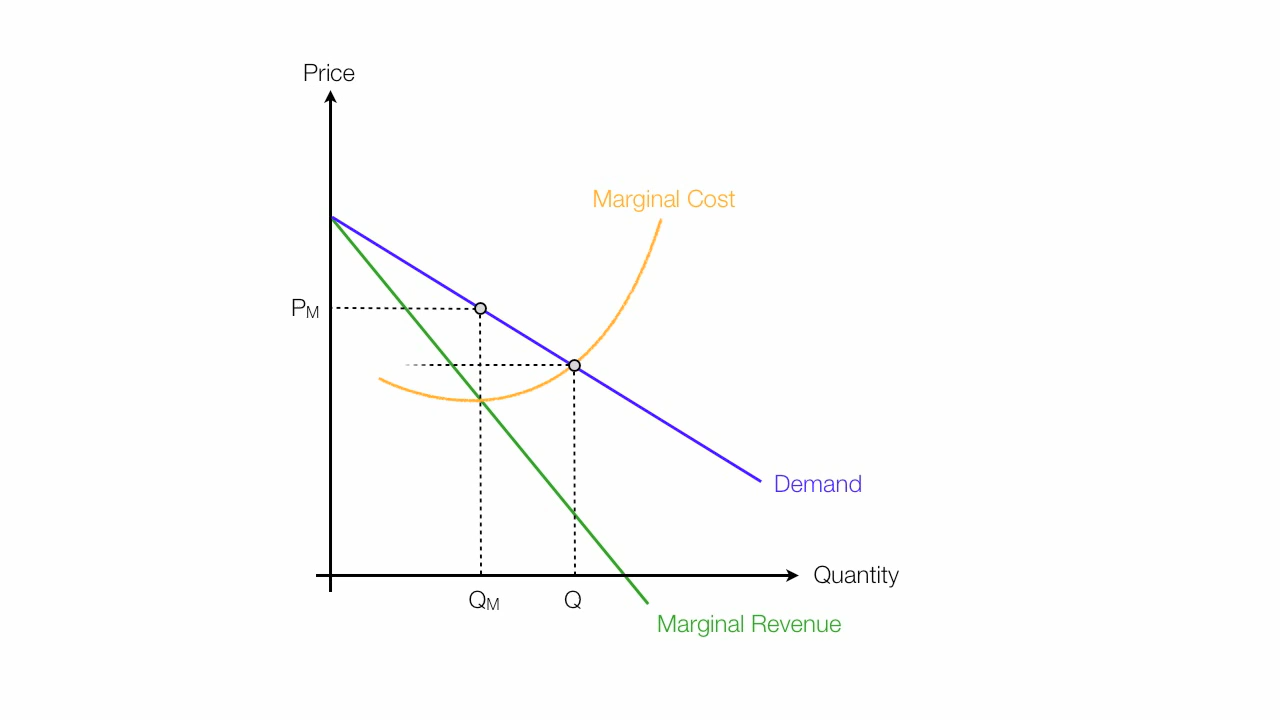 Price
Marginal Cost
PM
Demand
Quantity
QM
Q
Marginal Revenue